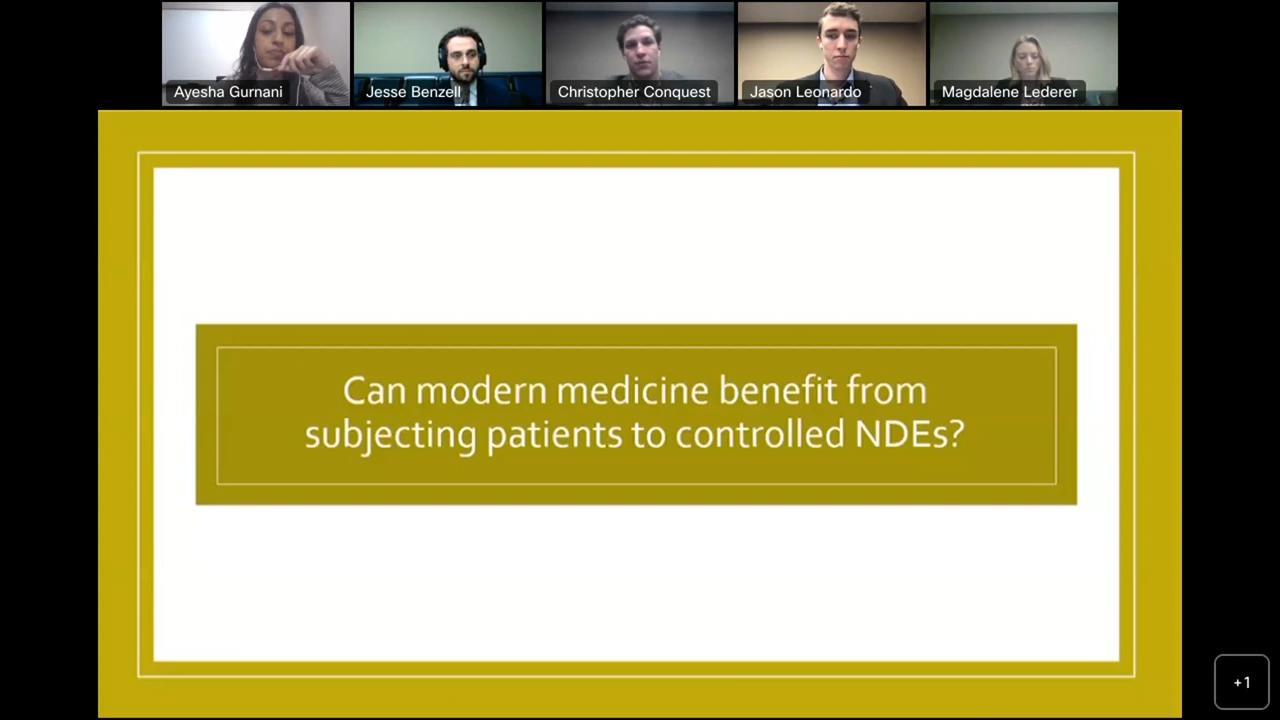 Ayesha Gurnani
Jesse Benzell
Christopher Conquest
Jason Leonardo
Magdalene Lederer
Can modern medicine benefit from
subjecting patients to controlled NDEs?
+1